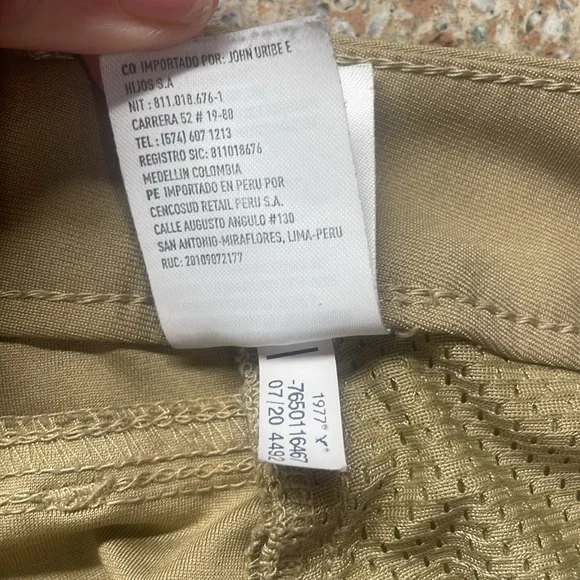 CO IMPORTADO POR: JOHN URIBE E
HIJOS S.A
NIT : 811.018.676-1
CARRERA 52 # 19-80
TEL : (574) 607 1213
REGISTRO SIC: 811018676
MEDELLIN COLOMBIA
PE IMPORTADO EN PERU POR
CENCOSUD RETAIL PERU S.A.
CALLE AUGUSTO ANGULO #130
SAN ANTONIO-MIRAFLORES, LIMA-PERU
RUC: 20109072177
1977* Y*
-7650116467
07/20 4492